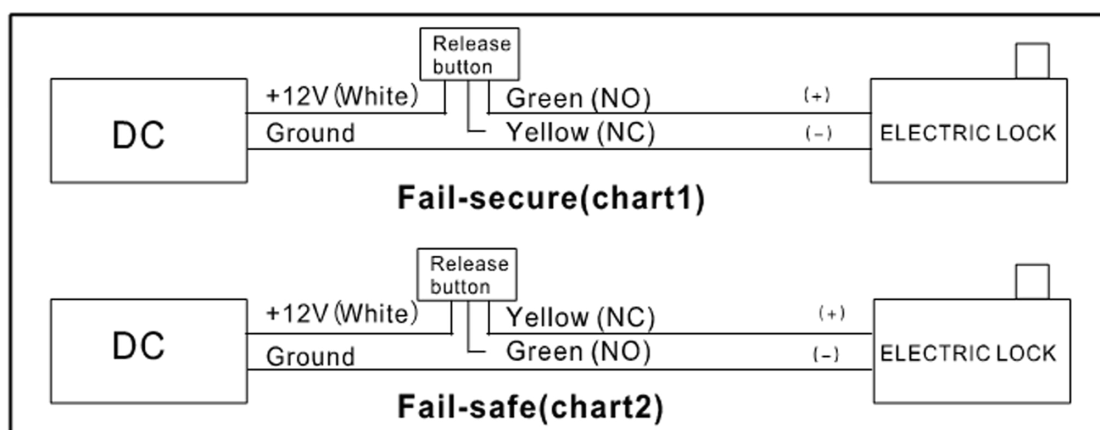 Release
button
+12V (White)
Green (NO)
(+)
DC
Ground
Yellow (NC)
(-)
ELECTRIC LOCK
Fail-secure(chart1)
Release
button
+12V (White)
Yellow (NC)
(+)
DC
Ground
Green (NO)
(-)
ELECTRIC LOCK
Fail-safe(chart2)